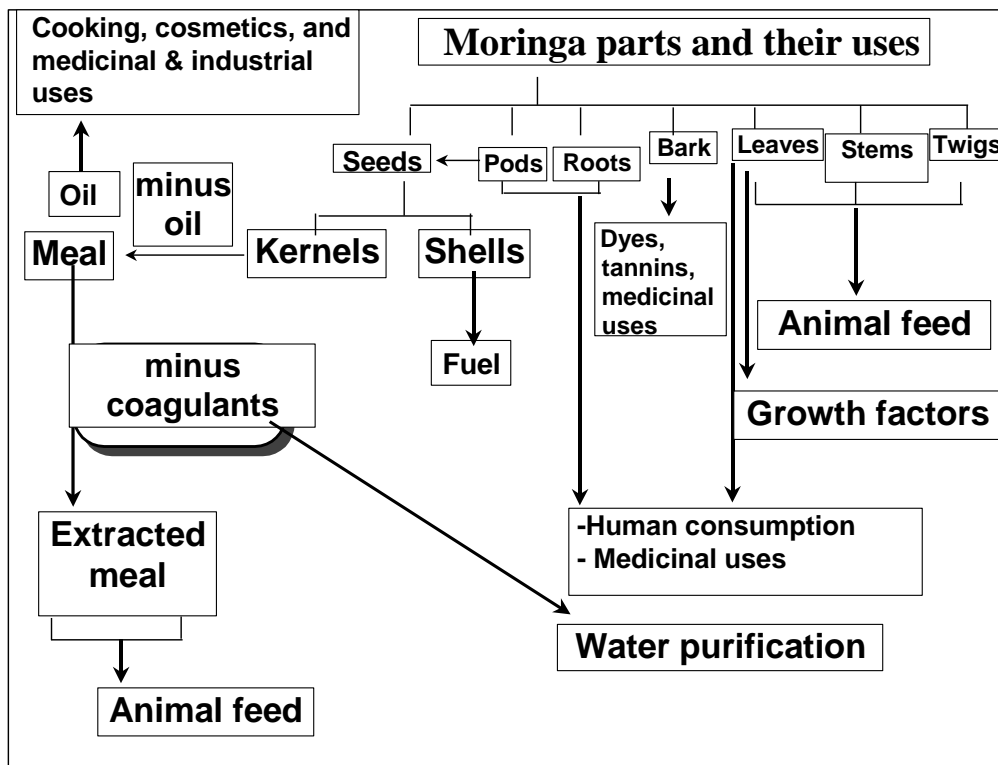 Cooking, cosmetics, and
medicinal & industrial
uses
Moringa parts and their uses
Seeds
Pods
Roots
Bark
Leaves
Stems
Twigs
Oil
minus
oil
Meal
Kernels
Shells
Dyes,
tannins,
medicinal
uses
Animal feed
Fuel
minus
coagulants
Growth factors
Extracted
meal
-Human consumption
- Medicinal uses
Water purification
Animal feed